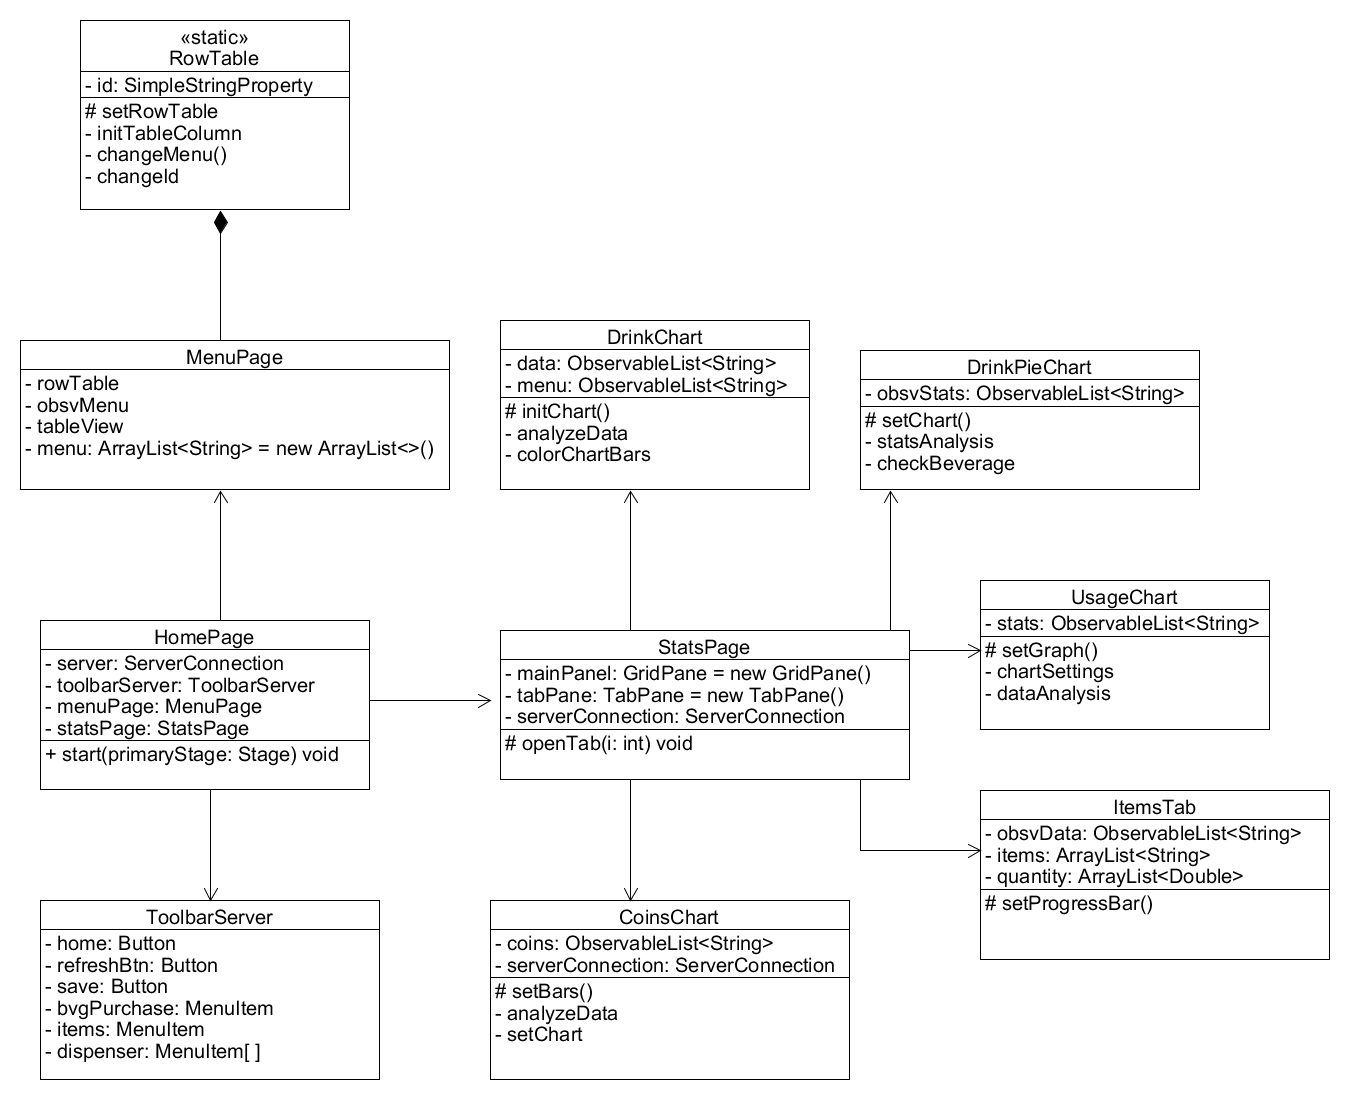 «static»
RowTable
- id: SimpleStringProperty
# setRowTable
- initTableColumn
- changeMenu()
- changeId
MenuPage
- rowTable
- obsvMenu
- tableView
- menu: ArrayList<String> = new ArrayList<>()
DrinkChart
- data: ObservableList<String>
- menu: ObservableList<String>
# initChart()
- analyzeData
- colorChartBars
DrinkPieChart
- obsvStats: ObservableList<String>
# setChart()
- statsAnalysis
- checkBeverage
UsageChart
- stats: ObservableList<String>
# setGraph()
- chartSettings
- dataAnalysis
HomePage
- server: ServerConnection
- toolbarServer: ToolbarServer
- menuPage: MenuPage
- statsPage: StatsPage
+ start(primaryStage: Stage) void
StatsPage
- mainPanel: GridPane = new GridPane()
- tabPane: TabPane = new TabPane()
- serverConnection: ServerConnection
# openTab(i: int) void
ItemsTab
- obsvData: ObservableList<String>
- items: ArrayList<String>
- quantity: ArrayList<Double>
# setProgressBar()
ToolbarServer
- home: Button
- refreshBtn: Button
- save: Button
- bvgPurchase: MenuItem
- items: MenuItem
- dispenser: MenuItem[ ]
CoinsChart
- coins: ObservableList<String>
- serverConnection: ServerConnection
# setBars()
- analyzeData
- setChart